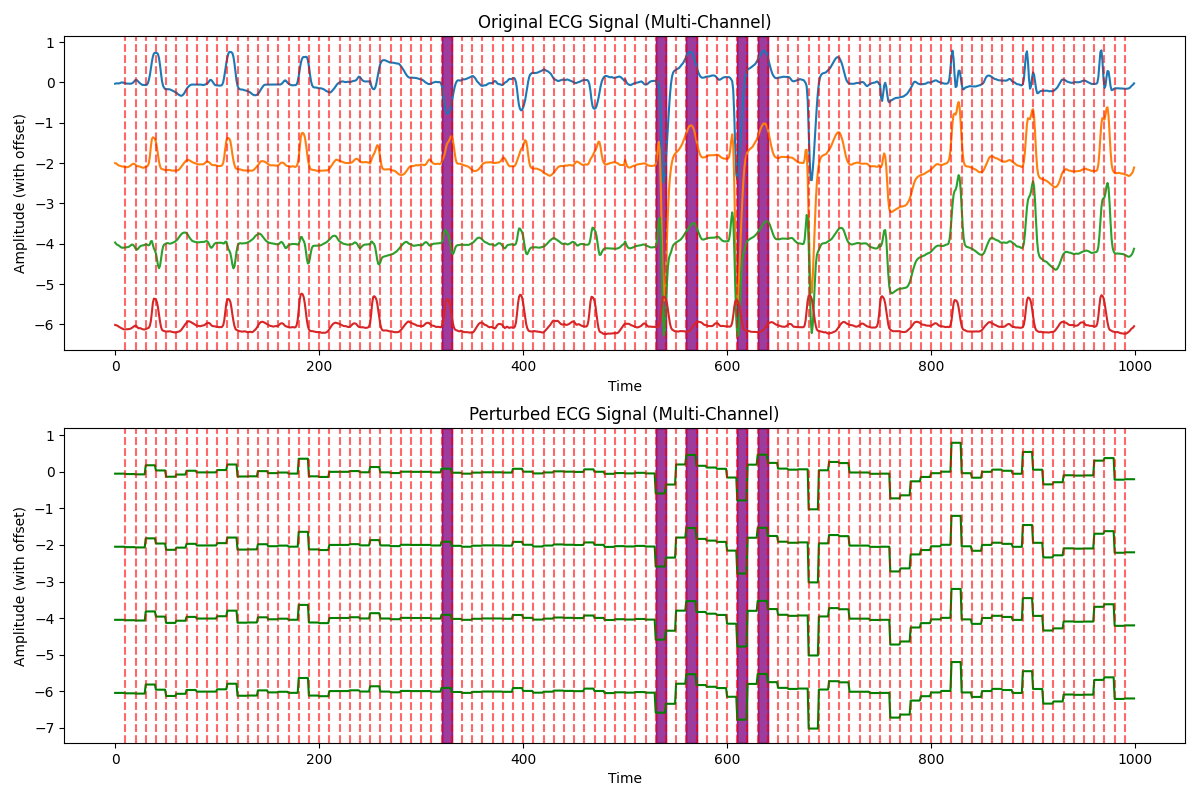 Original ECG Signal (Multi-Channel)
Amplitude (with offset)
1
0
−1
−2
−3
−4
−5
−6
0 200 400 600 800 1000
Time
Perturbed ECG Signal (Multi-Channel)
Amplitude (with offset)
1
0
−1
−2
−3
−4
−5
−6
−7
0 200 400 600 800 1000
Time